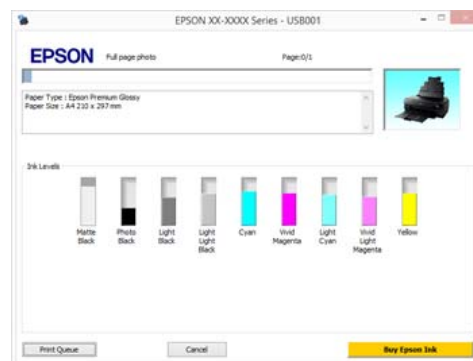 EPSON XX-XXXX Series - USB001
EPSON
Full page photo
Page:0/1
Paper Type : Epson Premium Glossy
Paper Size : A4 210 x 297 mm
Ink Levels
Matte Black
Photo Black
Light Black
Light Light Black
Cyan
Vivid Magenta
Light Cyan
Vivid Light Magenta
Yellow
Print Queue
Cancel
Buy Epson Ink